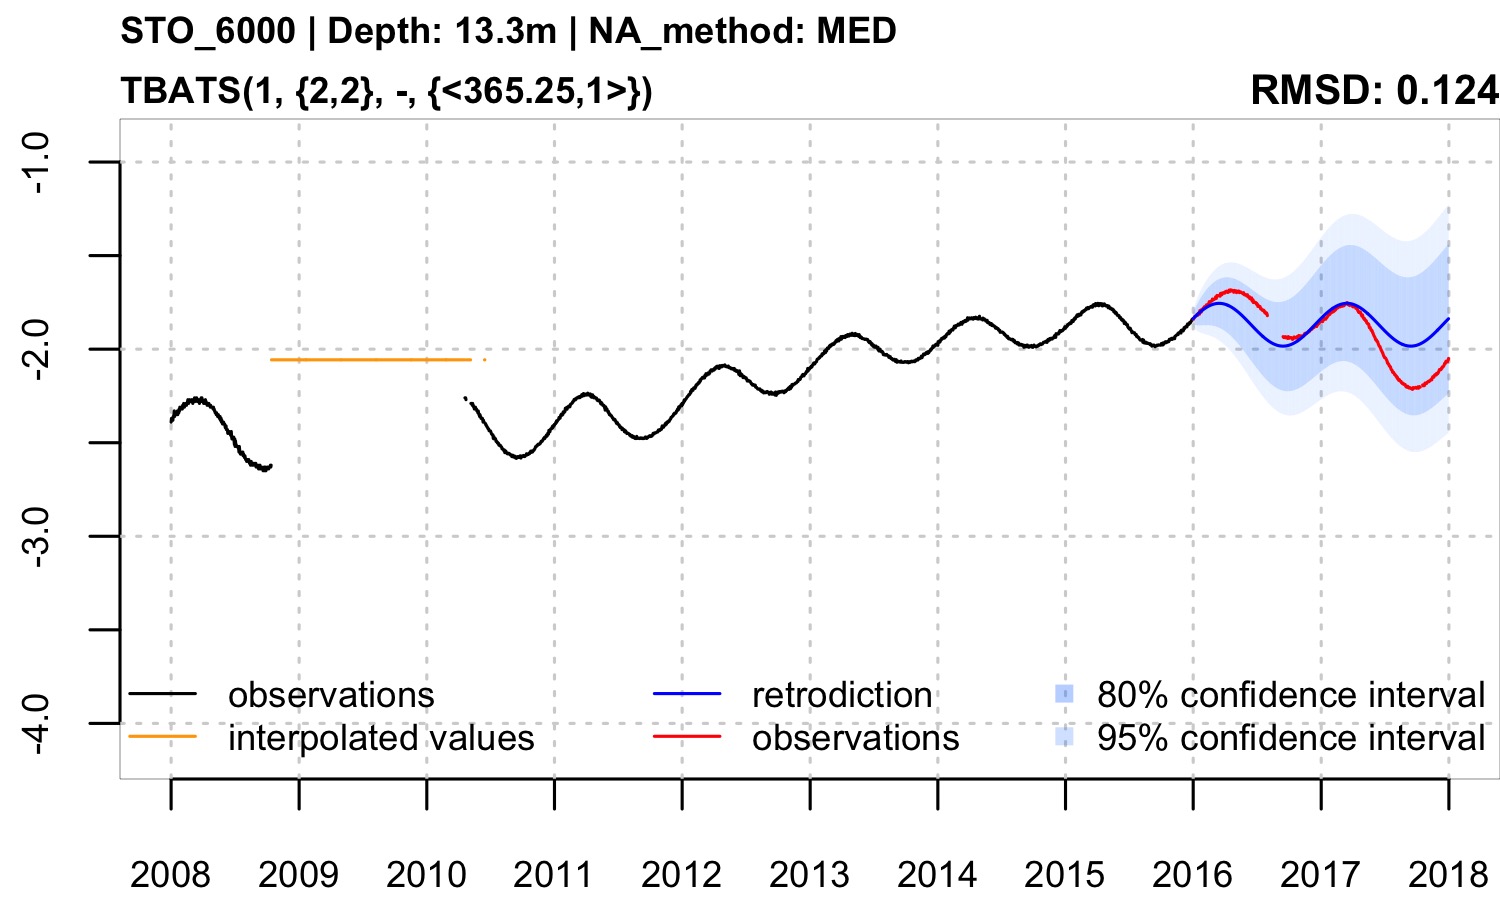 STO_6000 | Depth: 13.3m | NA_method: MED
TBATS(1, {2,2}, -, {<365.25,1>})
RMSD: 0.124
-1.0
-2.0
-3.0
-4.0
observations
retrodiction
80% confidence interval
interpolated values
observations
95% confidence interval
2008 2009 2010 2011 2012 2013 2014 2015 2016 2017 2018